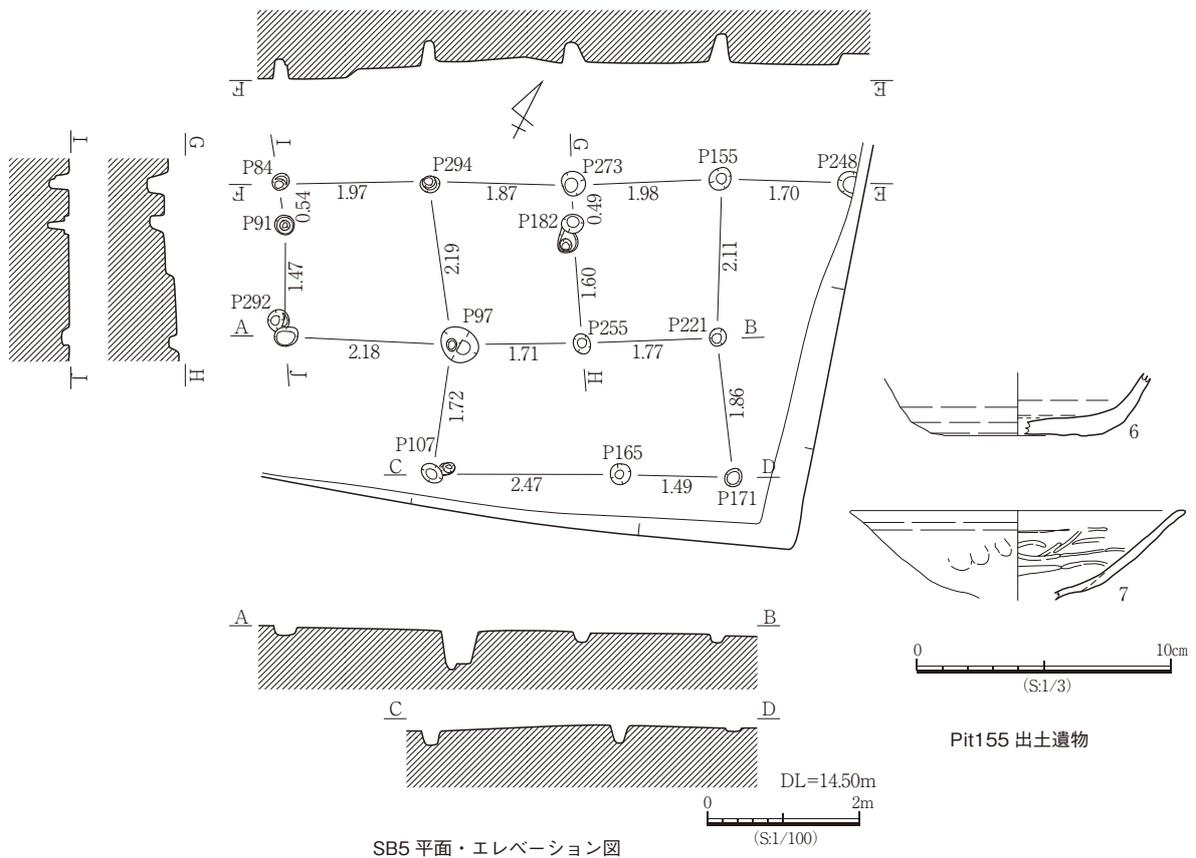 F
E
I
G
I
G
P84
P294
P273
P155
P248
F
1.97
1.87
1.98
1.70
E
0.54
0.49
P91
P182
1.47
2.19
1.60
2.11
P292
P97
P255
P221
A
B
2.18
1.71
1.77
J
H
J
H
1.72
1.86
P107
P165
C
D
2.47
1.49
P171
6
7
A
B
0 10cm
(S:1/3)
C
D
Pit155 出土遺物
DL=14.50m
0 2m
(S:1/100)
SB5 平面・エレベーション図